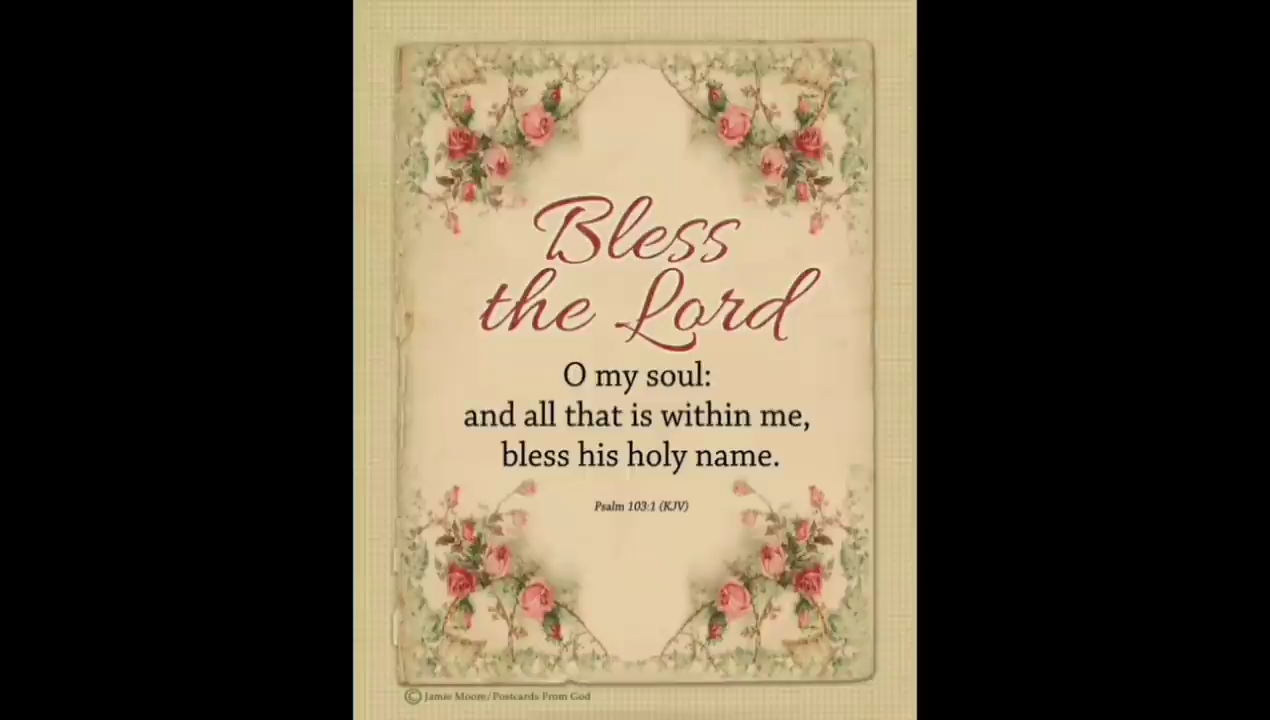 Bless
the Lord
O my soul:
and all that is within me,
bless his holy name.
Psalm 103:1 (KJV)
© Jamie Moore/Postcards From God